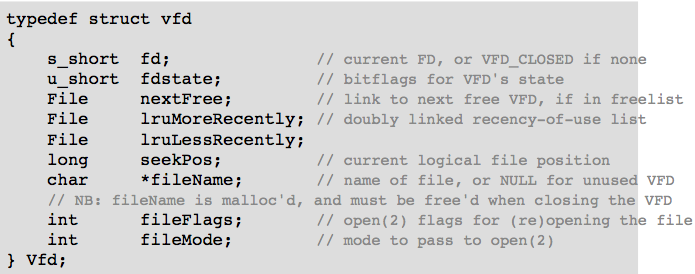 typedef struct vfd
{
    s_short  fd;              // current FD, or VFD_CLOSED if none
    u_short  fdstate;         // bitflags for VFD's state
    File     nextFree;        // link to next free VFD, if in freelist
    File     lruMoreRecently; // doubly linked recency-of-use list
    File     lruLessRecently;
    long     seekPos;         // current logical file position
    char     *fileName;       // name of file, or NULL for unused VFD
    // NB: fileName is malloc'd, and must be free'd when closing the VFD
    int      fileFlags;       // open(2) flags for (re)opening the file
    int      fileMode;        // mode to pass to open(2)
} Vfd;